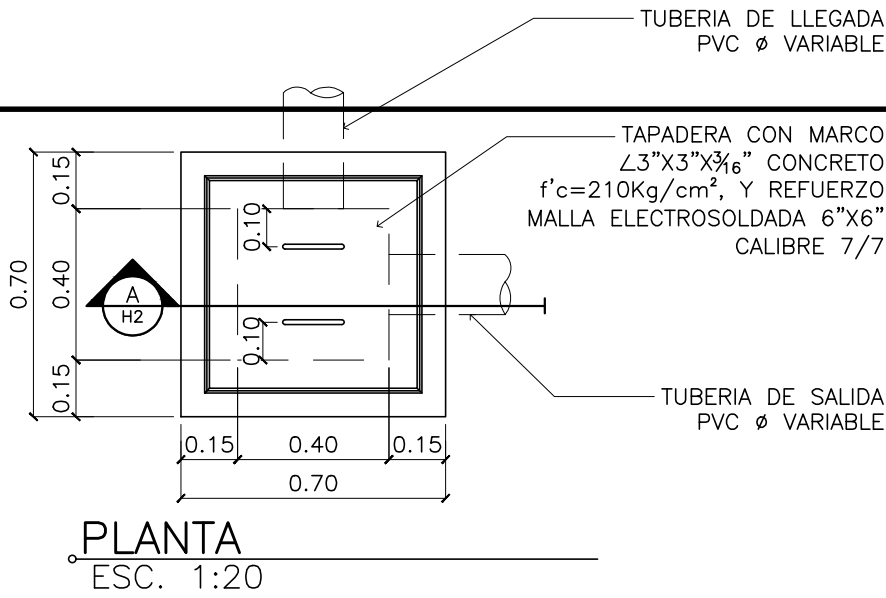 TUBERIA DE LLEGADA
PVC ø VARIABLE
TAPADERA CON MARCO
∠3"X3"X3/16" CONCRETO
f'c=210Kg/cm², Y REFUERZO
MALLA ELECTROSOLDADA 6"X6"
CALIBRE 7/7
0.15
0.10
0.70
0.40
A
H2
0.10
0.15
TUBERIA DE SALIDA
PVC ø VARIABLE
0.15
0.40
0.15
0.70
PLANTA
ESC. 1:20